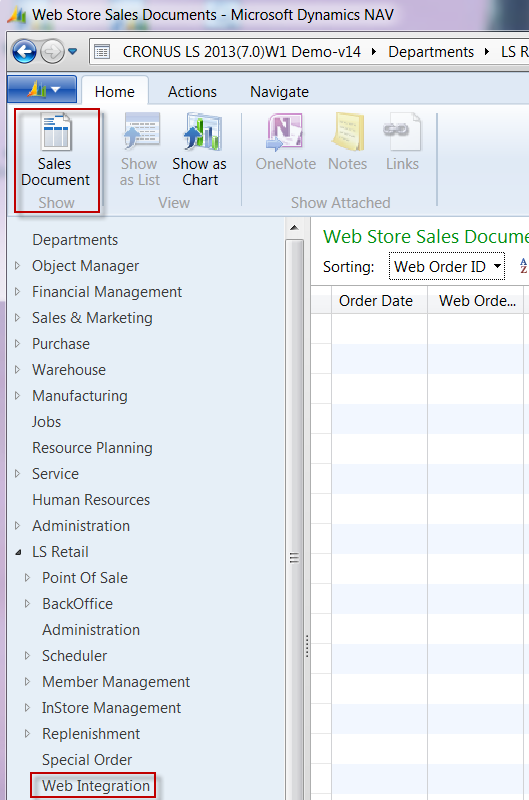 Web Store Sales Documents - Microsoft Dynamics NAV
CRONUS LS 2013(7.0)W1 Demo-v14 Departments LS R
Home Actions Navigate
Sales Document
Show
Show as List
Show as Chart
View
OneNote
Notes
Links
Show Attached
Departments
Object Manager
Financial Management
Sales & Marketing
Purchase
Warehouse
Manufacturing
Jobs
Resource Planning
Service
Human Resources
Administration
LS Retail
Point Of Sale
BackOffice
Administration
Scheduler
Member Management
InStore Management
Replenishment
Special Order
Web Integration
Web Store Sales Docume
Sorting: Web Order ID
Order Date Web Orde...